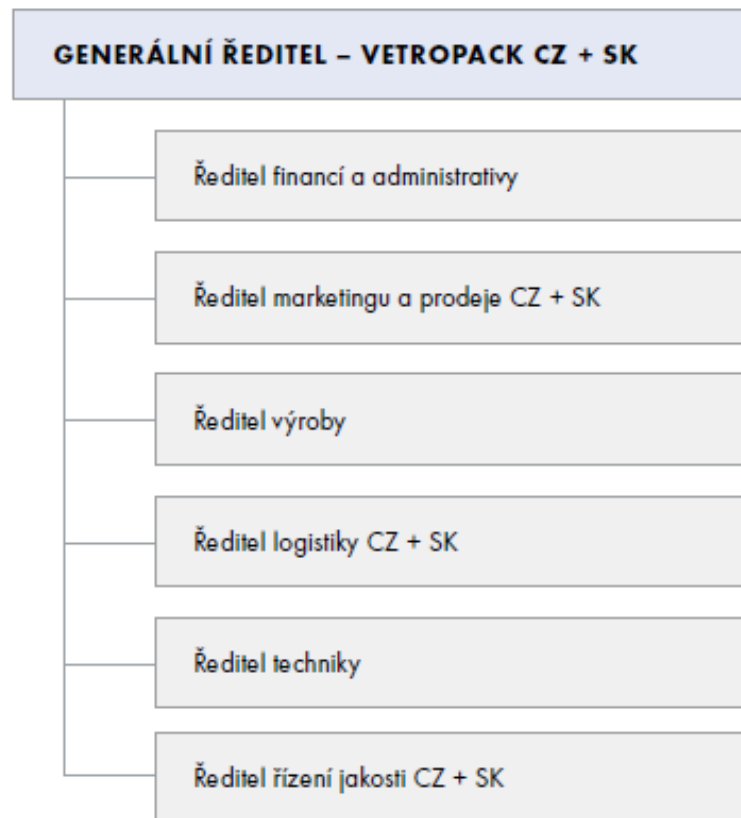 GENERÁLNÍ ŘEDITEL – VETROPACK CZ + SK
Ředitel financí a administrativy
Ředitel marketingu a prodeje CZ + SK
Ředitel výroby
Ředitel logistiky CZ + SK
Ředitel techniky
Ředitel řízení jakosti CZ + SK